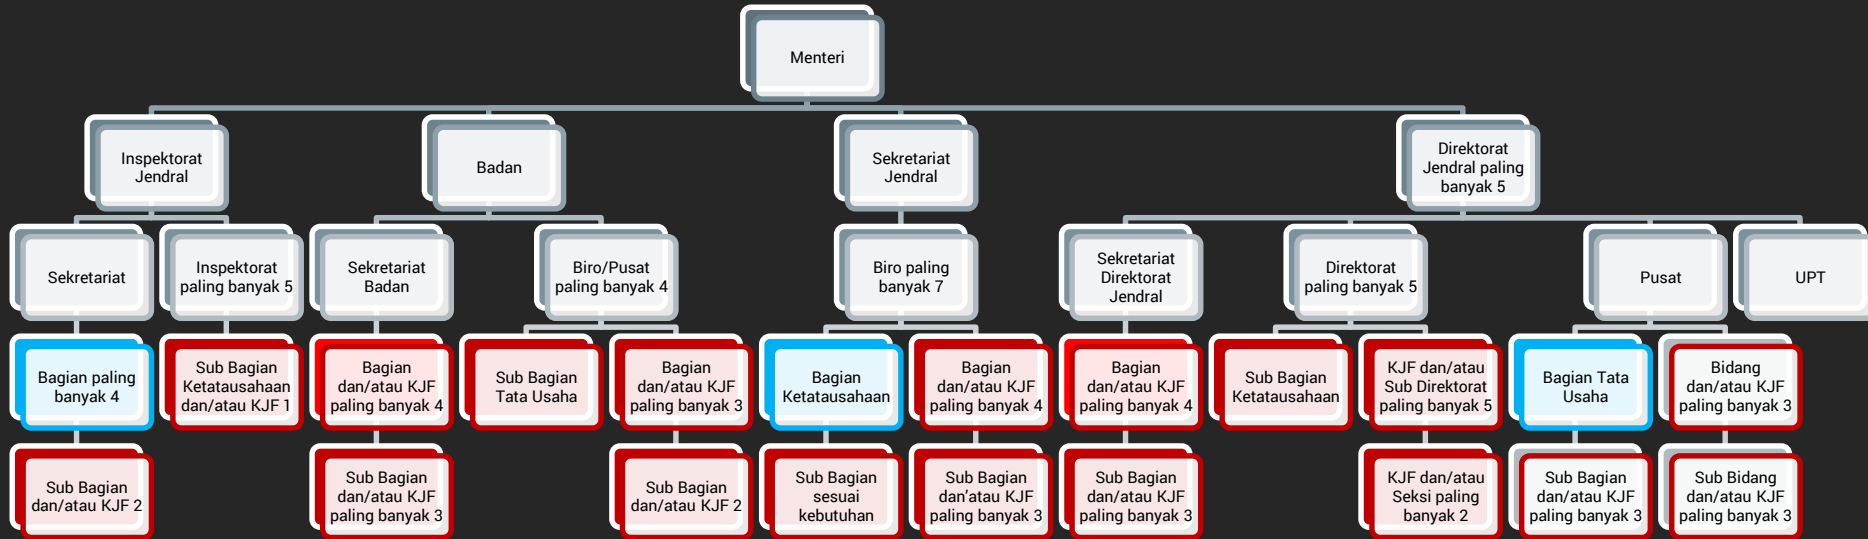 Menteri
Inspektorat
Jendral
Badan
Sekretariat
Jendral
Direktorat
Jendral paling
banyak 5
Sekretariat
Inspektorat
paling banyak 5
Sekretariat
Badan
Biro/Pusat
paling banyak 4
Biro paling
banyak 7
Sekretariat
Direktorat
Jendral
Direktorat
paling banyak 5
Pusat
UPT
Bagian paling
banyak 4
Sub Bagian
Ketatausahaan
dan/atau KJF 1
Bagian
dan/atau KJF
paling banyak 4
Sub Bagian
Tata Usaha
Bagian
dan/atau KJF
paling banyak 3
Bagian
Ketatausahaan
Bagian
dan/atau KJF
paling banyak 4
Bagian
dan/atau KJF
paling banyak 4
Sub Bagian
Ketatausahaan
KJF dan/atau
Sub Direktorat
paling banyak 5
Bagian Tata
Usaha
Bidang
dan/atau KJF
paling banyak 3
Sub Bagian
dan/atau KJF 2
Sub Bagian
dan/atau KJF
paling banyak 3
Sub Bagian
dan/atau KJF 2
Sub Bagian
sesuai
kebutuhan
Sub Bagian
dan'atau KJF
paling banyak 3
Sub Bagian
dan/atau KJF
paling banyak 3
KJF dan/atau
Seksi paling
banyak 2
Sub Bagian
dan/atau KJF
paling banyak 3
Sub Bidang
dan/atau KJF
paling banyak 3